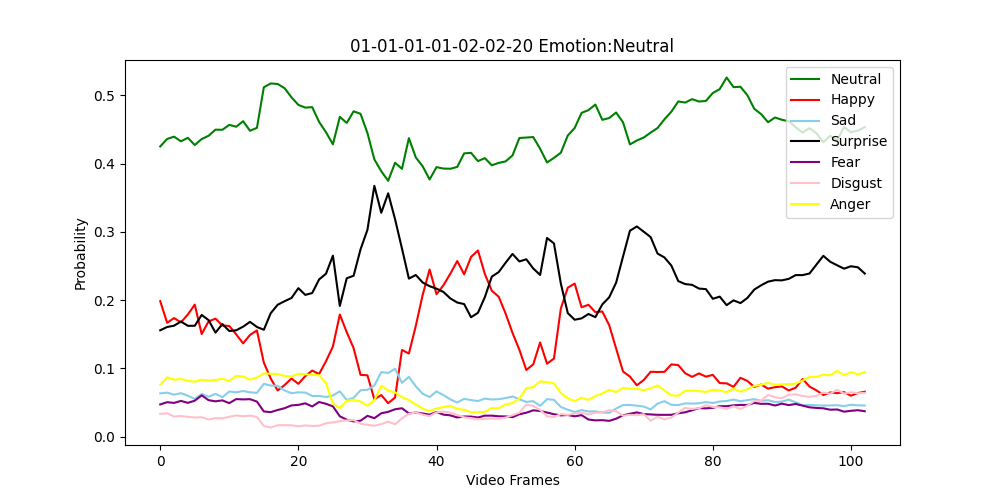 01-01-01-01-02-02-20 Emotion:Neutral
Probability
0.5
0.4
0.3
0.2
0.1
0.0
Neutral
Happy
Sad
Surprise
Fear
Disgust
Anger
0 20 40 60 80 100
Video Frames